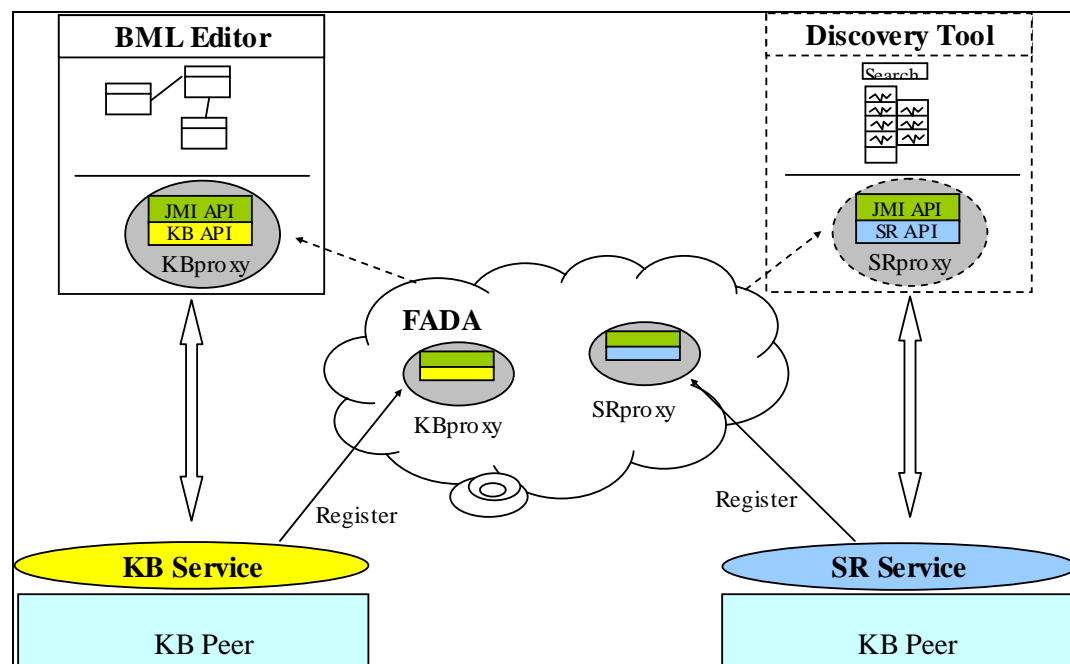 BML Editor
Discovery Tool
Search
JMI API
KB API
KBproxy
JMI API
SR API
SRproxy
FADA
KBproxy
SRproxy
Register
Register
KB Service
SR Service
KB Peer
KB Peer